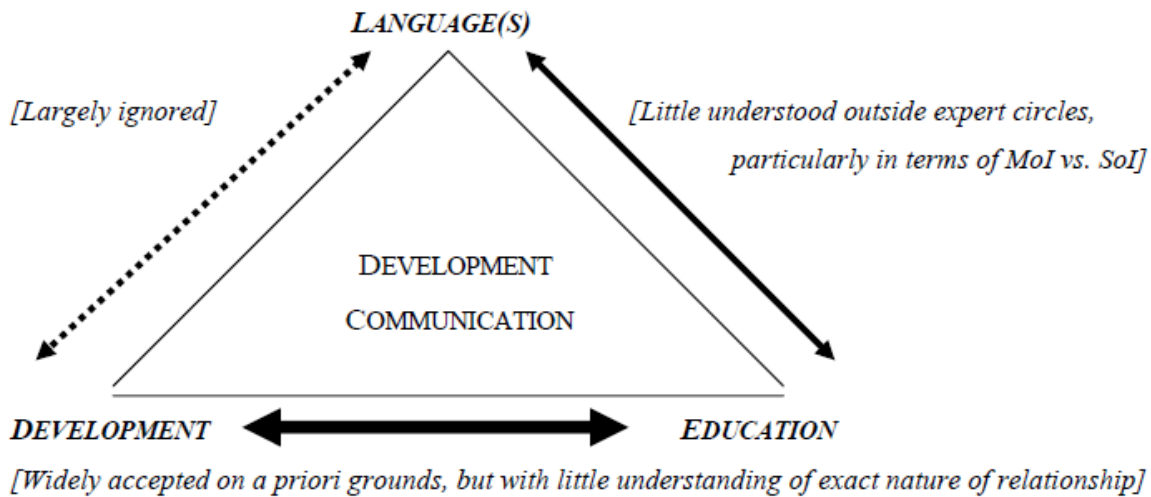 LANGUAGE(S)
[Largely ignored]
[Little understood outside expert circles,
particularly in terms of MoI vs. SoI]
DEVELOPMENT
COMMUNICATION
DEVELOPMENT
EDUCATION
[Widely accepted on a priori grounds, but with little understanding of exact nature of relationship]